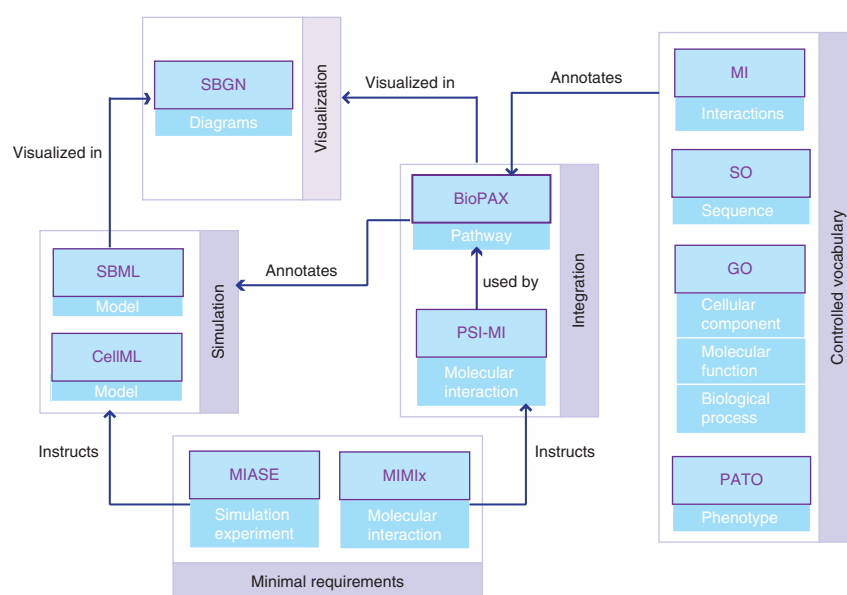 SBGN
Diagrams
Visualization
Visualized in
Visualized in
Annotates
MI
Interactions
SO
Sequence
GO
Cellular
component
Molecular
function
Biological
process
PATO
Phenotype
Controlled vocabulary
BioPAX
Pathway
used by
PSI-MI
Molecular
interaction
Integration
Annotates
SBML
Model
CellML
Model
Simulation
Instructs
Instructs
MIASE
Simulation
experiment
MIMIx
Molecular
interaction
Minimal requirements